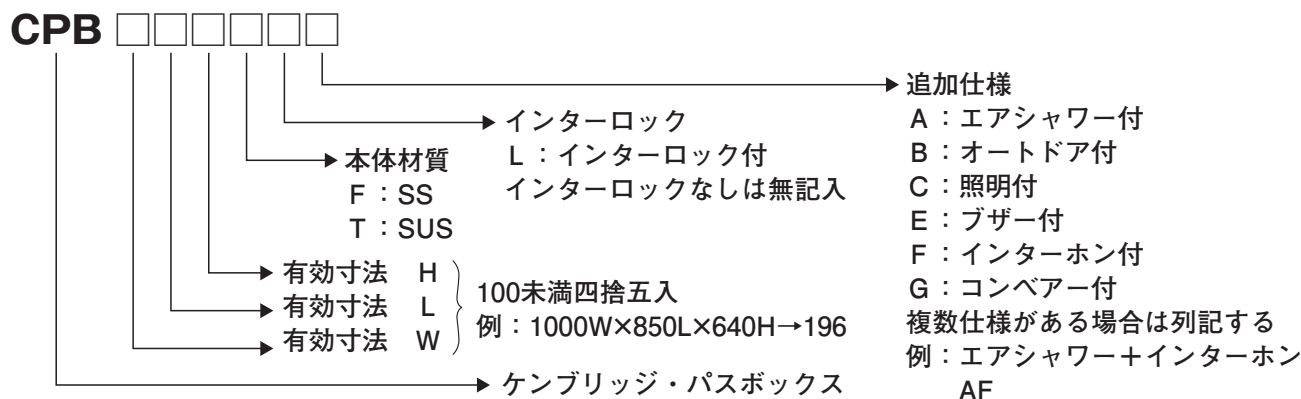 CPB □□□□□□
追加仕様
A：エアシャワー付
B：オートドア付
C：照明付
E：ブザー付
F：インターホン付
G：コンベアー付
複数仕様がある場合は列記する
例：エアシャワー＋インターホン
AF
インターロック
L：インターロック付
インターロックなしは無記入
本体材質
F：SS
T：SUS
有効寸法 H
有効寸法 L
有効寸法 W
100未満四捨五入
例：1000W×850L×640H→196
ケンブリッジ・パスボックス